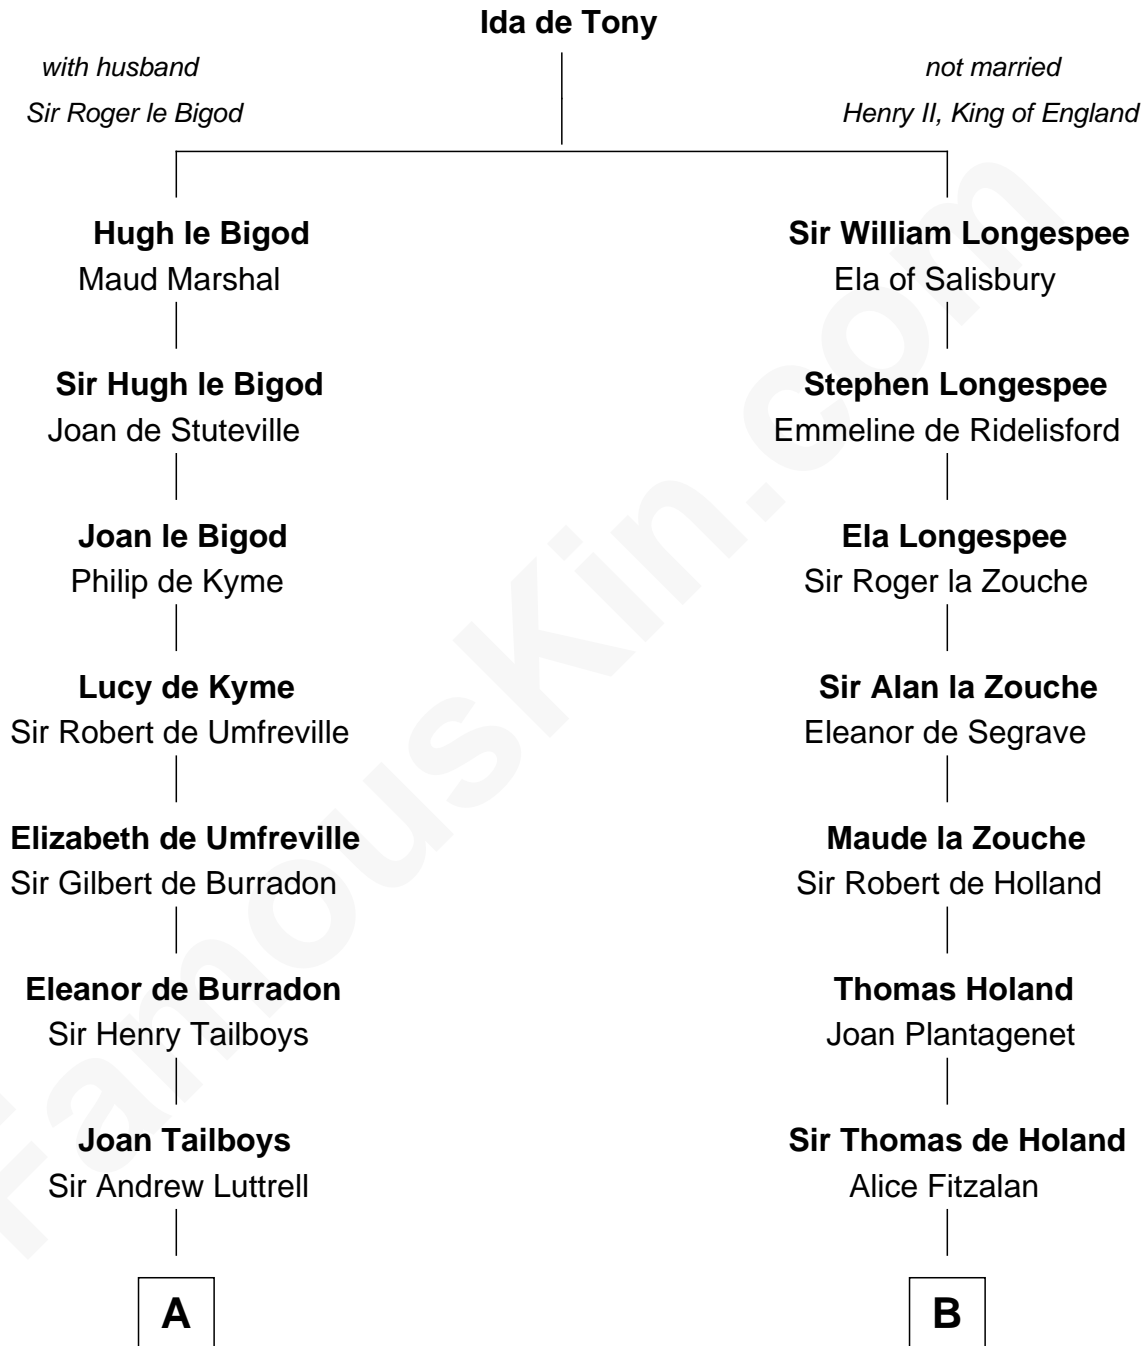 Ida de Tony
with husband
Sir Roger le Bigod
not married
Henry II, King of England
Hugh le Bigod
Maud Marshal
Sir William Longespee
Ela of Salisbury
Sir Hugh le Bigod
Joan de Stuteville
Stephen Longespee
Emmeline de Ridelisford
Joan le Bigod
Philip de Kyme
Ela Longespee
Sir Roger la Zouche
Lucy de Kyme
Sir Robert de Umfreville
Sir Alan la Zouche
Eleanor de Segrave
Elizabeth de Umfreville
Sir Gilbert de Burradon
Maude la Zouche
Sir Robert de Holland
Eleanor de Burradon
Sir Henry Tailboys
Thomas Holand
Joan Plantagenet
Joan Tailboys
Sir Andrew Luttrell
Sir Thomas de Holand
Alice Fitzalan
A
B
FamousKin.com